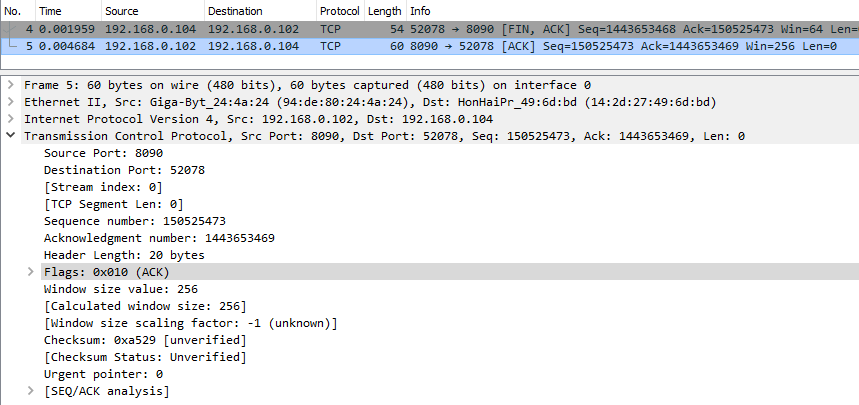 No. Time Source Destination Protocol Length Info
4 0.001959 192.168.0.104 192.168.0.102 TCP 54 52078 → 8090 [FIN, ACK] Seq=1443653468 Ack=150525473 Win=64 Len=
5 0.004684 192.168.0.102 192.168.0.104 TCP 60 8090 → 52078 [ACK] Seq=150525473 Ack=1443653469 Win=256 Len=0
Frame 5: 60 bytes on wire (480 bits), 60 bytes captured (480 bits) on interface 0
Ethernet II, Src: Giga-Byt_24:4a:24 (94:de:80:24:4a:24), Dst: HonHaiPr_49:6d:bd (14:2d:27:49:6d:bd)
Internet Protocol Version 4, Src: 192.168.0.102, Dst: 192.168.0.104
Transmission Control Protocol, Src Port: 8090, Dst Port: 52078, Seq: 150525473, Ack: 1443653469, Len: 0
Source Port: 8090
Destination Port: 52078
[Stream index: 0]
[TCP Segment Len: 0]
Sequence number: 150525473
Acknowledgment number: 1443653469
Header Length: 20 bytes
Flags: 0x010 (ACK)
Window size value: 256
[Calculated window size: 256]
[Window size scaling factor: -1 (unknown)]
Checksum: 0xa529 [unverified]
[Checksum Status: Unverified]
Urgent pointer: 0
[SEQ/ACK analysis]